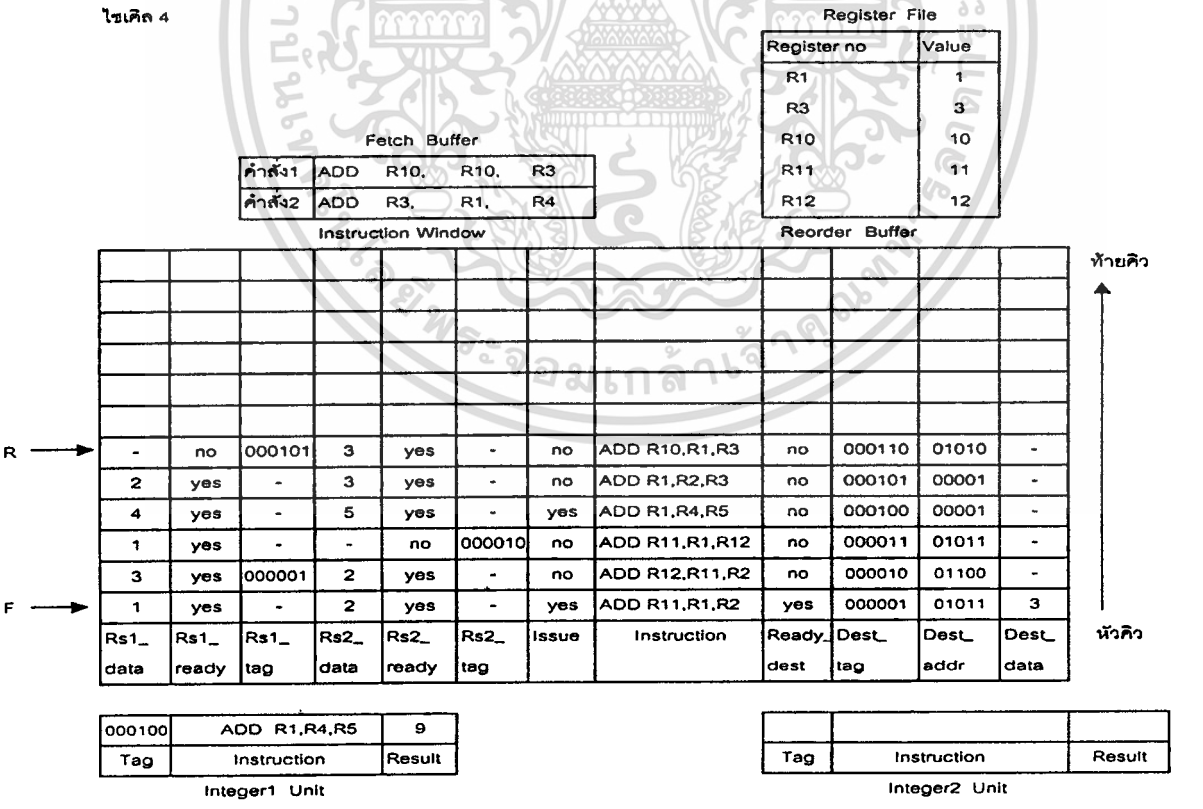 ไซเคิล 4
Register File
Register no Value
R1 1
R3 3
R10 10
R11 11
R12 12
Fetch Buffer
คำสั่ง1 ADD R10, R10, R3
คำสั่ง2 ADD R3, R1, R4
Instruction Window
Reorder Buffer
ท้ายคิว
R - no 000101 3 yes - no ADD R10,R1,R3 no 000110 01010 -
2 yes - 3 yes - no ADD R1,R2,R3 no 000101 00001 -
4 yes - 5 yes - yes ADD R1,R4,R5 no 000100 00001 -
1 yes - - no 000010 no ADD R11,R1,R12 no 000011 01011 -
3 yes 000001 2 yes - no ADD R12,R11,R2 no 000010 01100 -
F 1 yes - 2 yes - yes ADD R11,R1,R2 yes 000001 01011 3
Rs1_ Rs1_ Rs1_ Rs2_ Rs2_ Rs2_ Issue Instruction Ready_ Dest_ Dest_ Dest_ หัวคิว
data ready tag data ready tag dest tag addr data
000100 ADD R1,R4,R5 9
Tag Instruction Result
Integer1 Unit
Tag Instruction Result
Integer2 Unit